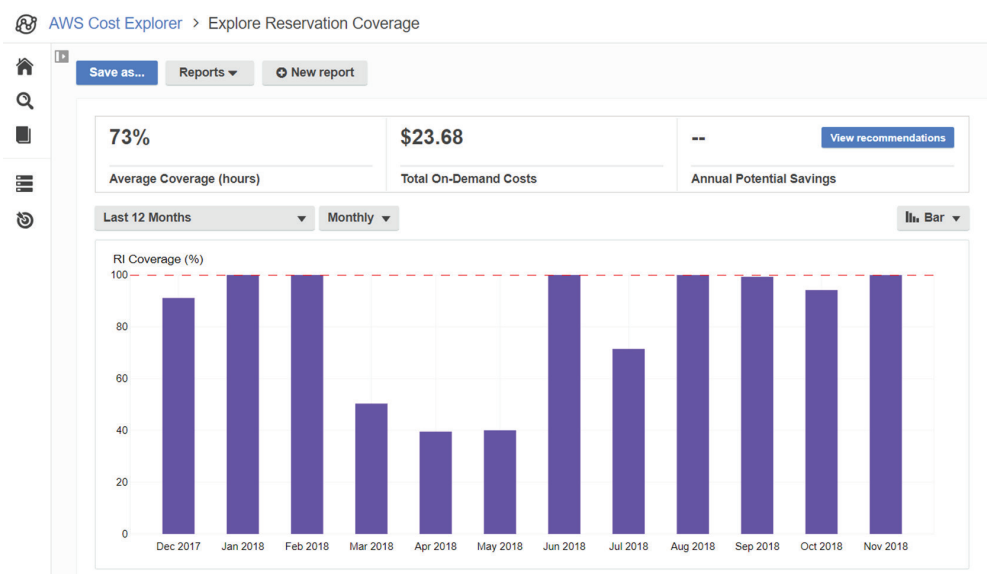 AWS Cost Explorer > Explore Reservation Coverage
Save as... Reports New report
73% $23.68 -- View recommendations
Average Coverage (hours) Total On-Demand Costs Annual Potential Savings
Last 12 Months Monthly Bar
RI Coverage (%)
100
80
60
40
20
0
Dec 2017 Jan 2018 Feb 2018 Mar 2018 Apr 2018 May 2018 Jun 2018 Jul 2018 Aug 2018 Sep 2018 Oct 2018 Nov 2018